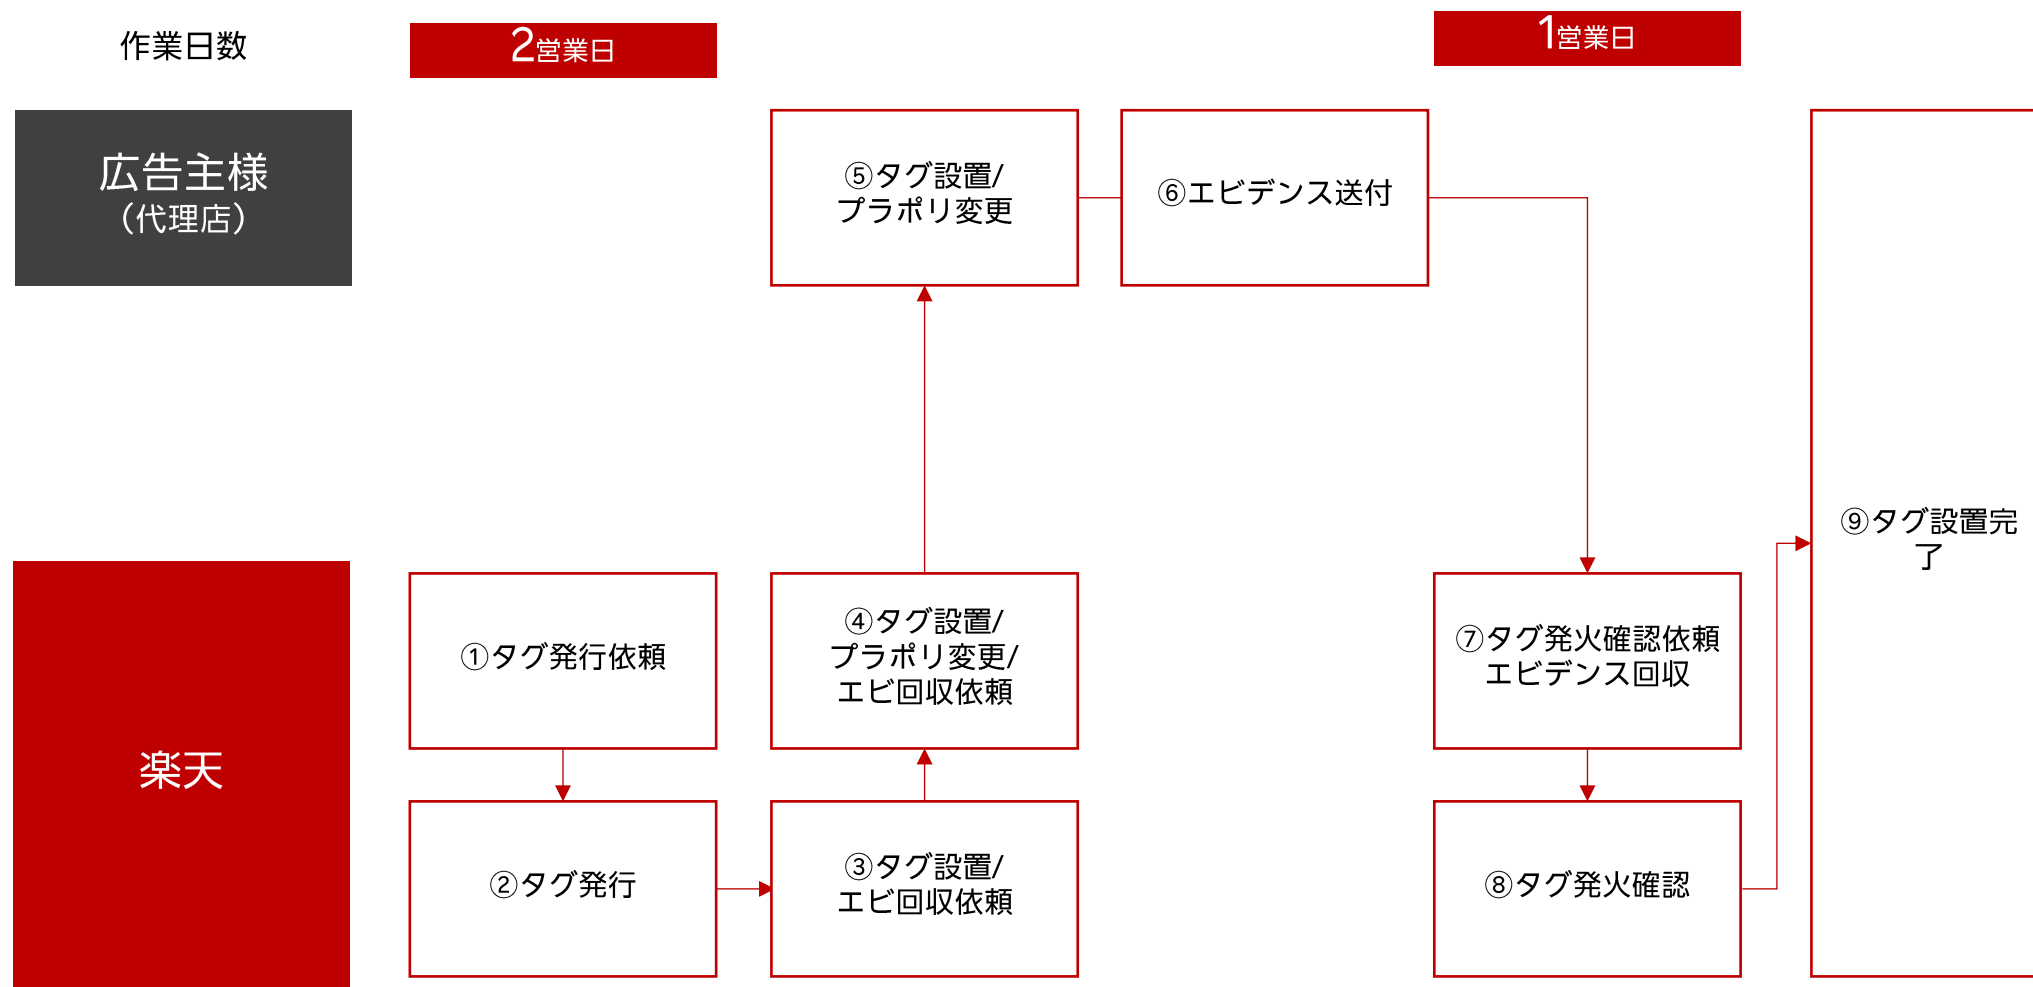 作業日数
2営業日
1営業日
広告主様
（代理店）
⑤タグ設置/
プラポリ変更
⑥エビデンス送付
楽天
①タグ発行依頼
②タグ発行
③タグ設置/
エビ回収依頼
④タグ設置/
プラポリ変更/
エビ回収依頼
⑦タグ発火確認依頼
エビデンス回収
⑧タグ発火確認
⑨タグ設置完
了